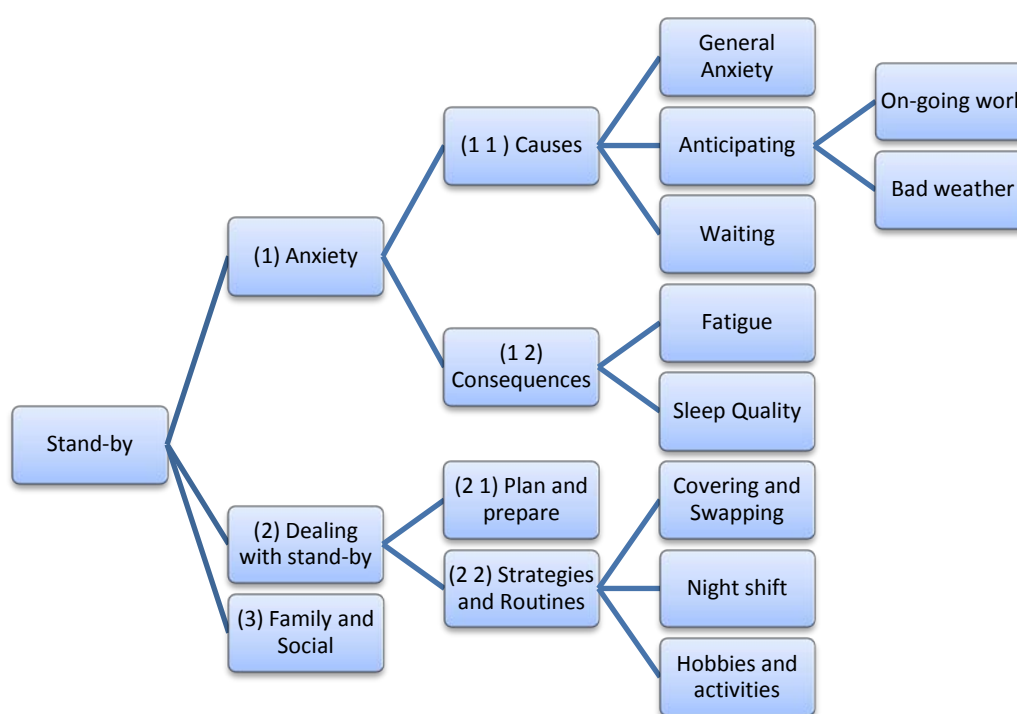 General
Anxiety
On-going work
(1 1 ) Causes
Anticipating
Bad weather
Waiting
(1) Anxiety
Fatigue
(1 2)
Consequences
Sleep Quality
Stand-by
(2 1) Plan and
prepare
Covering and
Swapping
(2) Dealing
with stand-by
(2 2) Strategies
and Routines
Night shift
(3) Family and
Social
Hobbies and
activities